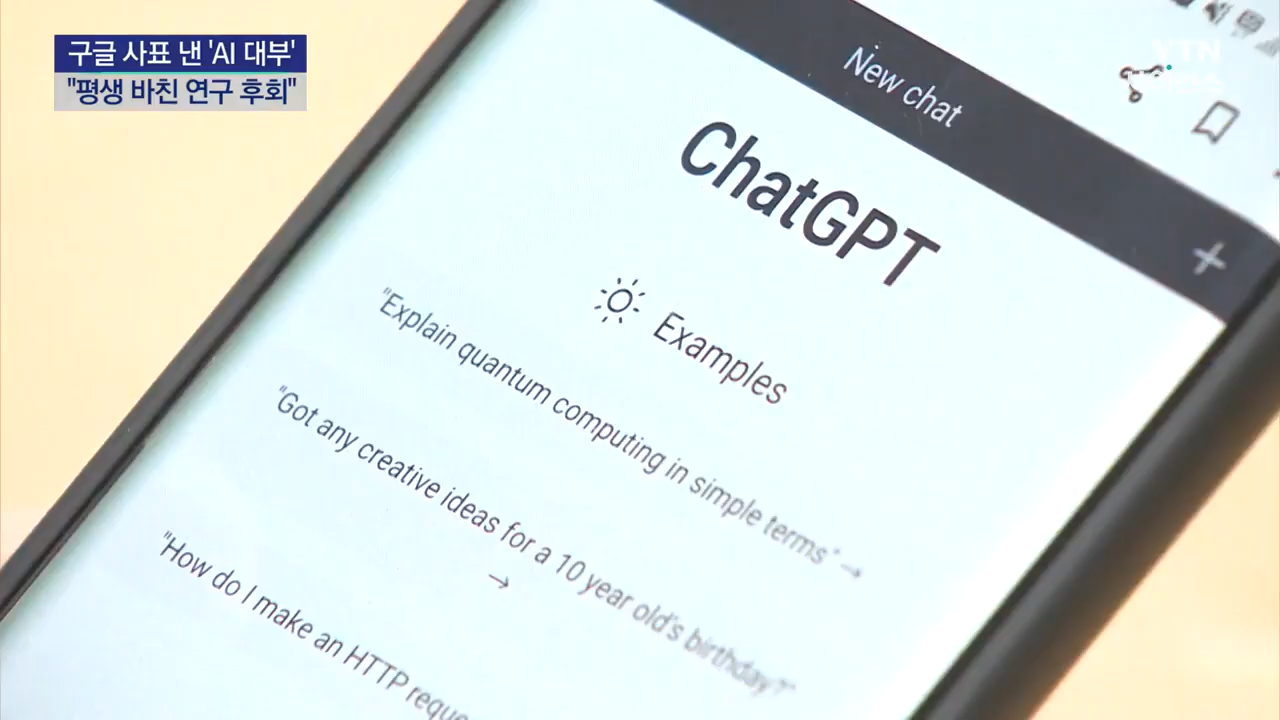 구글 사표 낸 'AI 대부'
"평생 바친 연구 후회"
YTN
New chat
ChatGPT
Examples
"Explain quantum computing in simple terms" →
"Got any creative ideas for a 10 year old's birthday?"
→
"How do I make an HTTP